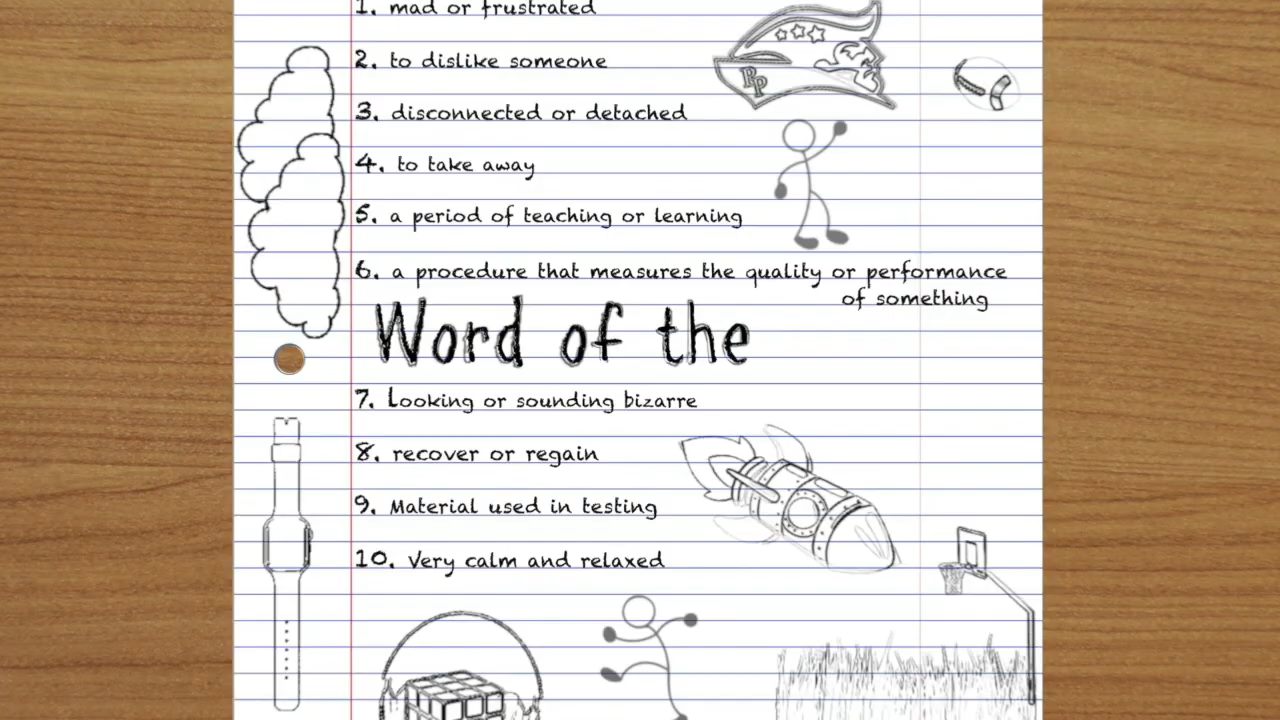 1. mad or frustrated
2. to dislike someone
3. disconnected or detached
4. to take away
5. a period of teaching or learning
6. a procedure that measures the quality or performance
of something
Word of the
7. Looking or sounding bizarre
8. recover or regain
9. Material used in testing
10. Very calm and relaxed
PP